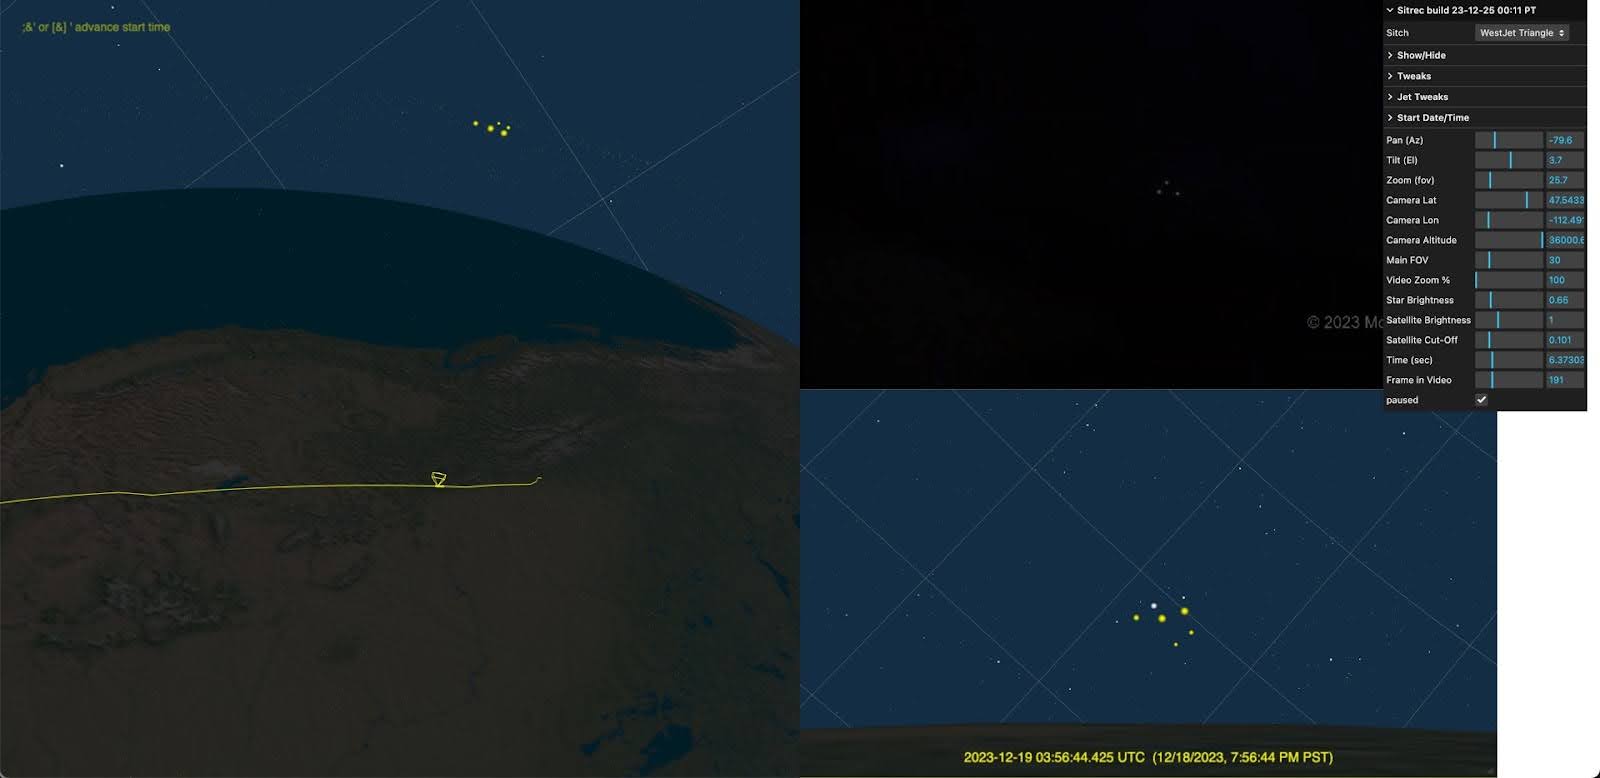 ;&' or [&] ' advance start time
Sitrec build 23-12-25 00:11 PT
Sitch WestJet Triangle
Show/Hide
Tweaks
Jet Tweaks
Start Date/Time
Pan (Az) -79.6
Tilt (El) 3.7
Zoom (fov) 25.7
Camera Lat 47.5433
Camera Lon -112.49
Camera Altitude 36000.6
Main FOV 30
Video Zoom % 100
Star Brightness 0.65
Satellite Brightness 1
Satellite Cut-Off 0.101
Time (sec) 6.37303
Frame in Video 191
paused
© 2023 Mc
2023-12-19 03:56:44.425 UTC (12/18/2023, 7:56:44 PM PST)